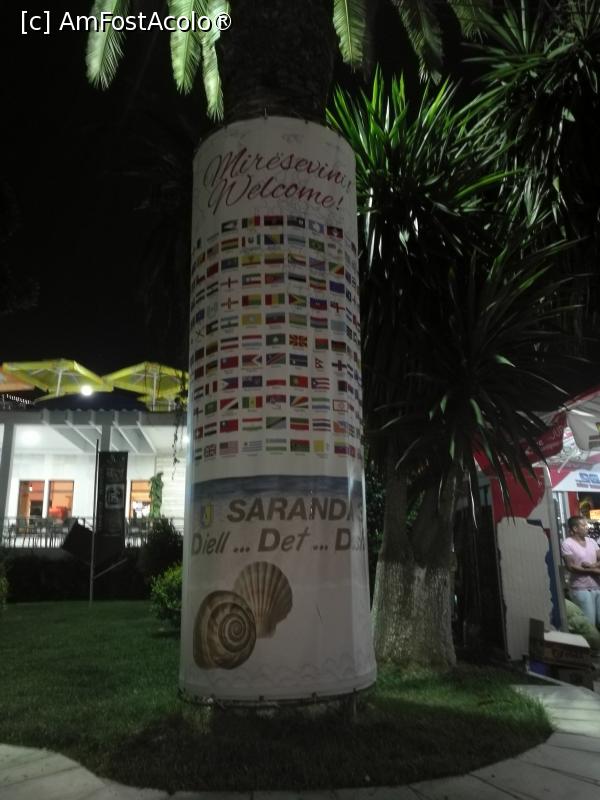 [c] AmFostAcolo®
Mirësevini
Welcome!
SARANDA
Diell ... Det ...